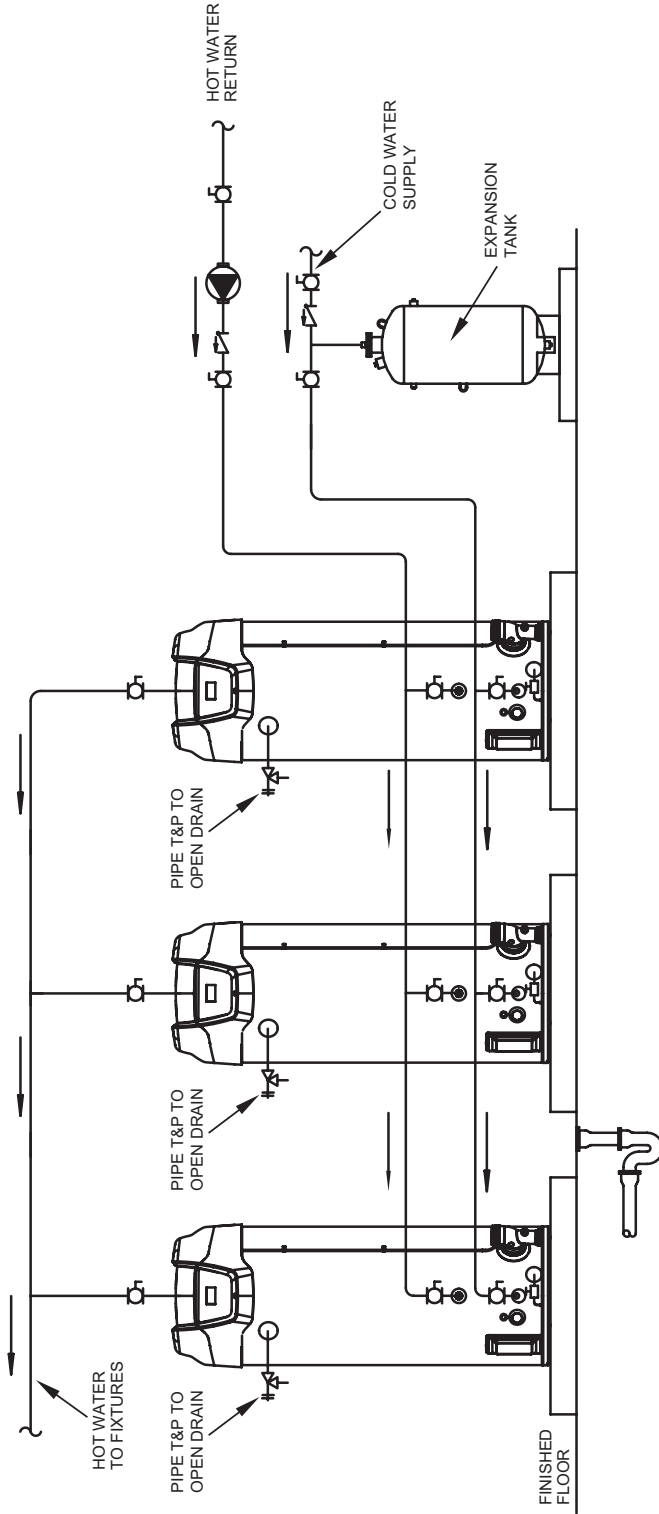 HOT WATER
TO FIXTURES
PIPE T&P TO
OPEN DRAIN
PIPE T&P TO
OPEN DRAIN
PIPE T&P TO
OPEN DRAIN
HOT WATER
RETURN
COLD WATER
SUPPLY
EXPANSION
TANK
FINISHED
FLOOR